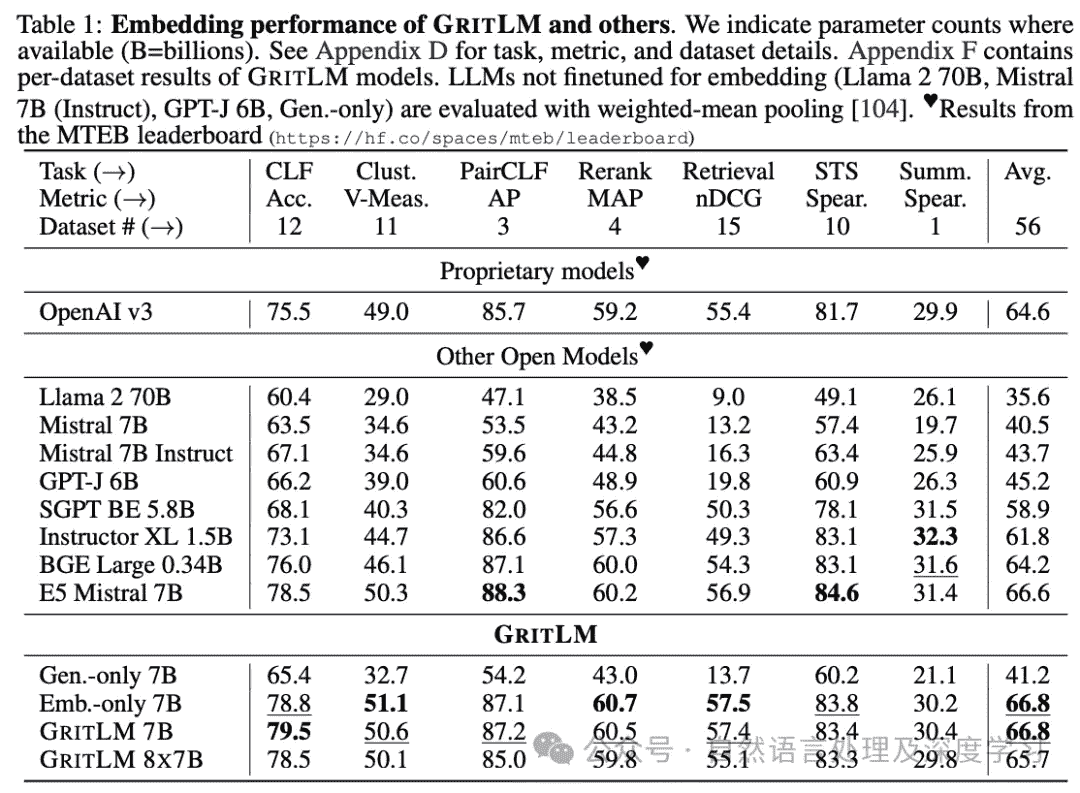 Table 1: Embedding performance of GRITLM and others. We indicate parameter counts where
available (B=billions). See Appendix D for task, metric, and dataset details. Appendix F contains
per-dataset results of GRITLM models. LLMs not finetuned for embedding (Llama 2 70B, Mistral
7B (Instruct), GPT-J 6B, Gen.-only) are evaluated with weighted-mean pooling [104]. ♥Results from
the MTEB leaderboard (https://hf.co/spaces/mteb/leaderboard)
Task (→) CLF Clust. PairCLF Rerank Retrieval STS Summ. Avg.
Metric (→) Acc. V-Meas. AP MAP nDCG Spear. Spear.
Dataset # (→) 12 11 3 4 15 10 1 56
Proprietary models♥
OpenAI v3 75.5 49.0 85.7 59.2 55.4 81.7 29.9 64.6
Other Open Models♥
Llama 2 70B 60.4 29.0 47.1 38.5 9.0 49.1 26.1 35.6
Mistral 7B 63.5 34.6 53.5 43.2 13.2 57.4 19.7 40.5
Mistral 7B Instruct 67.1 34.6 59.6 44.8 16.3 63.4 25.9 43.7
GPT-J 6B 66.2 39.0 60.6 48.9 19.8 60.9 26.3 45.2
SGPT BE 5.8B 68.1 40.3 82.0 56.6 50.3 78.1 31.5 58.9
Instructor XL 1.5B 73.1 44.7 86.6 57.3 49.3 83.1 32.3 61.8
BGE Large 0.34B 76.0 46.1 87.1 60.0 54.3 83.1 31.6 64.2
E5 Mistral 7B 78.5 50.3 88.3 60.2 56.9 84.6 31.4 66.6
GRITLM
Gen.-only 7B 65.4 32.7 54.2 43.0 13.7 60.2 21.1 41.2
Emb.-only 7B 78.8 51.1 87.1 60.7 57.5 83.8 30.2 66.8
GRITLM 7B 79.5 50.6 87.2 60.5 57.4 83.4 30.4 66.8
GRITLM 8X7B 78.5 50.1 85.0 59.8 55.1 83.3 29.8 65.7
公众号 · 自然语言处理及深度学习